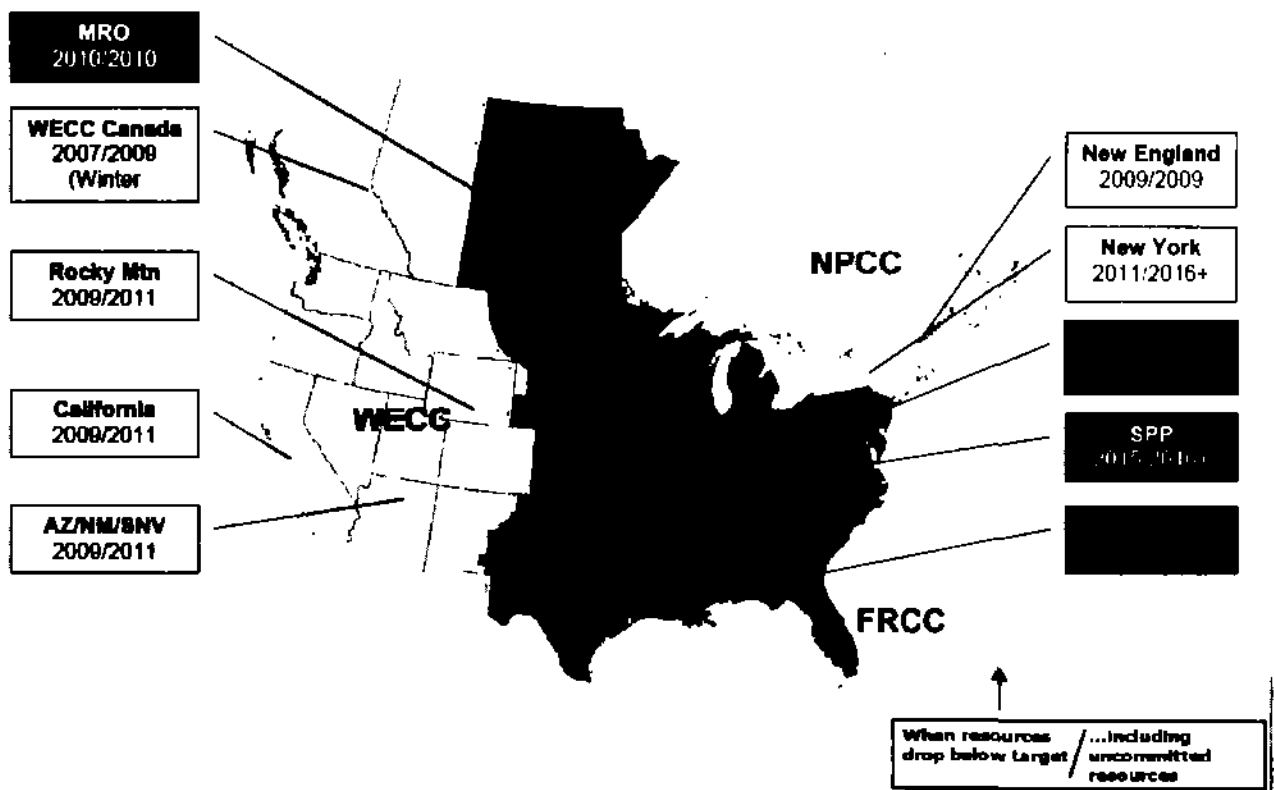 MRO
2010/2010
WECC Canada
2007/2009
(Winter
Rocky Mtn
2009/2011
California
2009/2011
AZ/NM/SNV
2009/2011
WECC
NPCC
FRCC
New England
2009/2009
New York
2011/2016+
SPP
When resources
drop below target
/
...including
uncommitted
resources